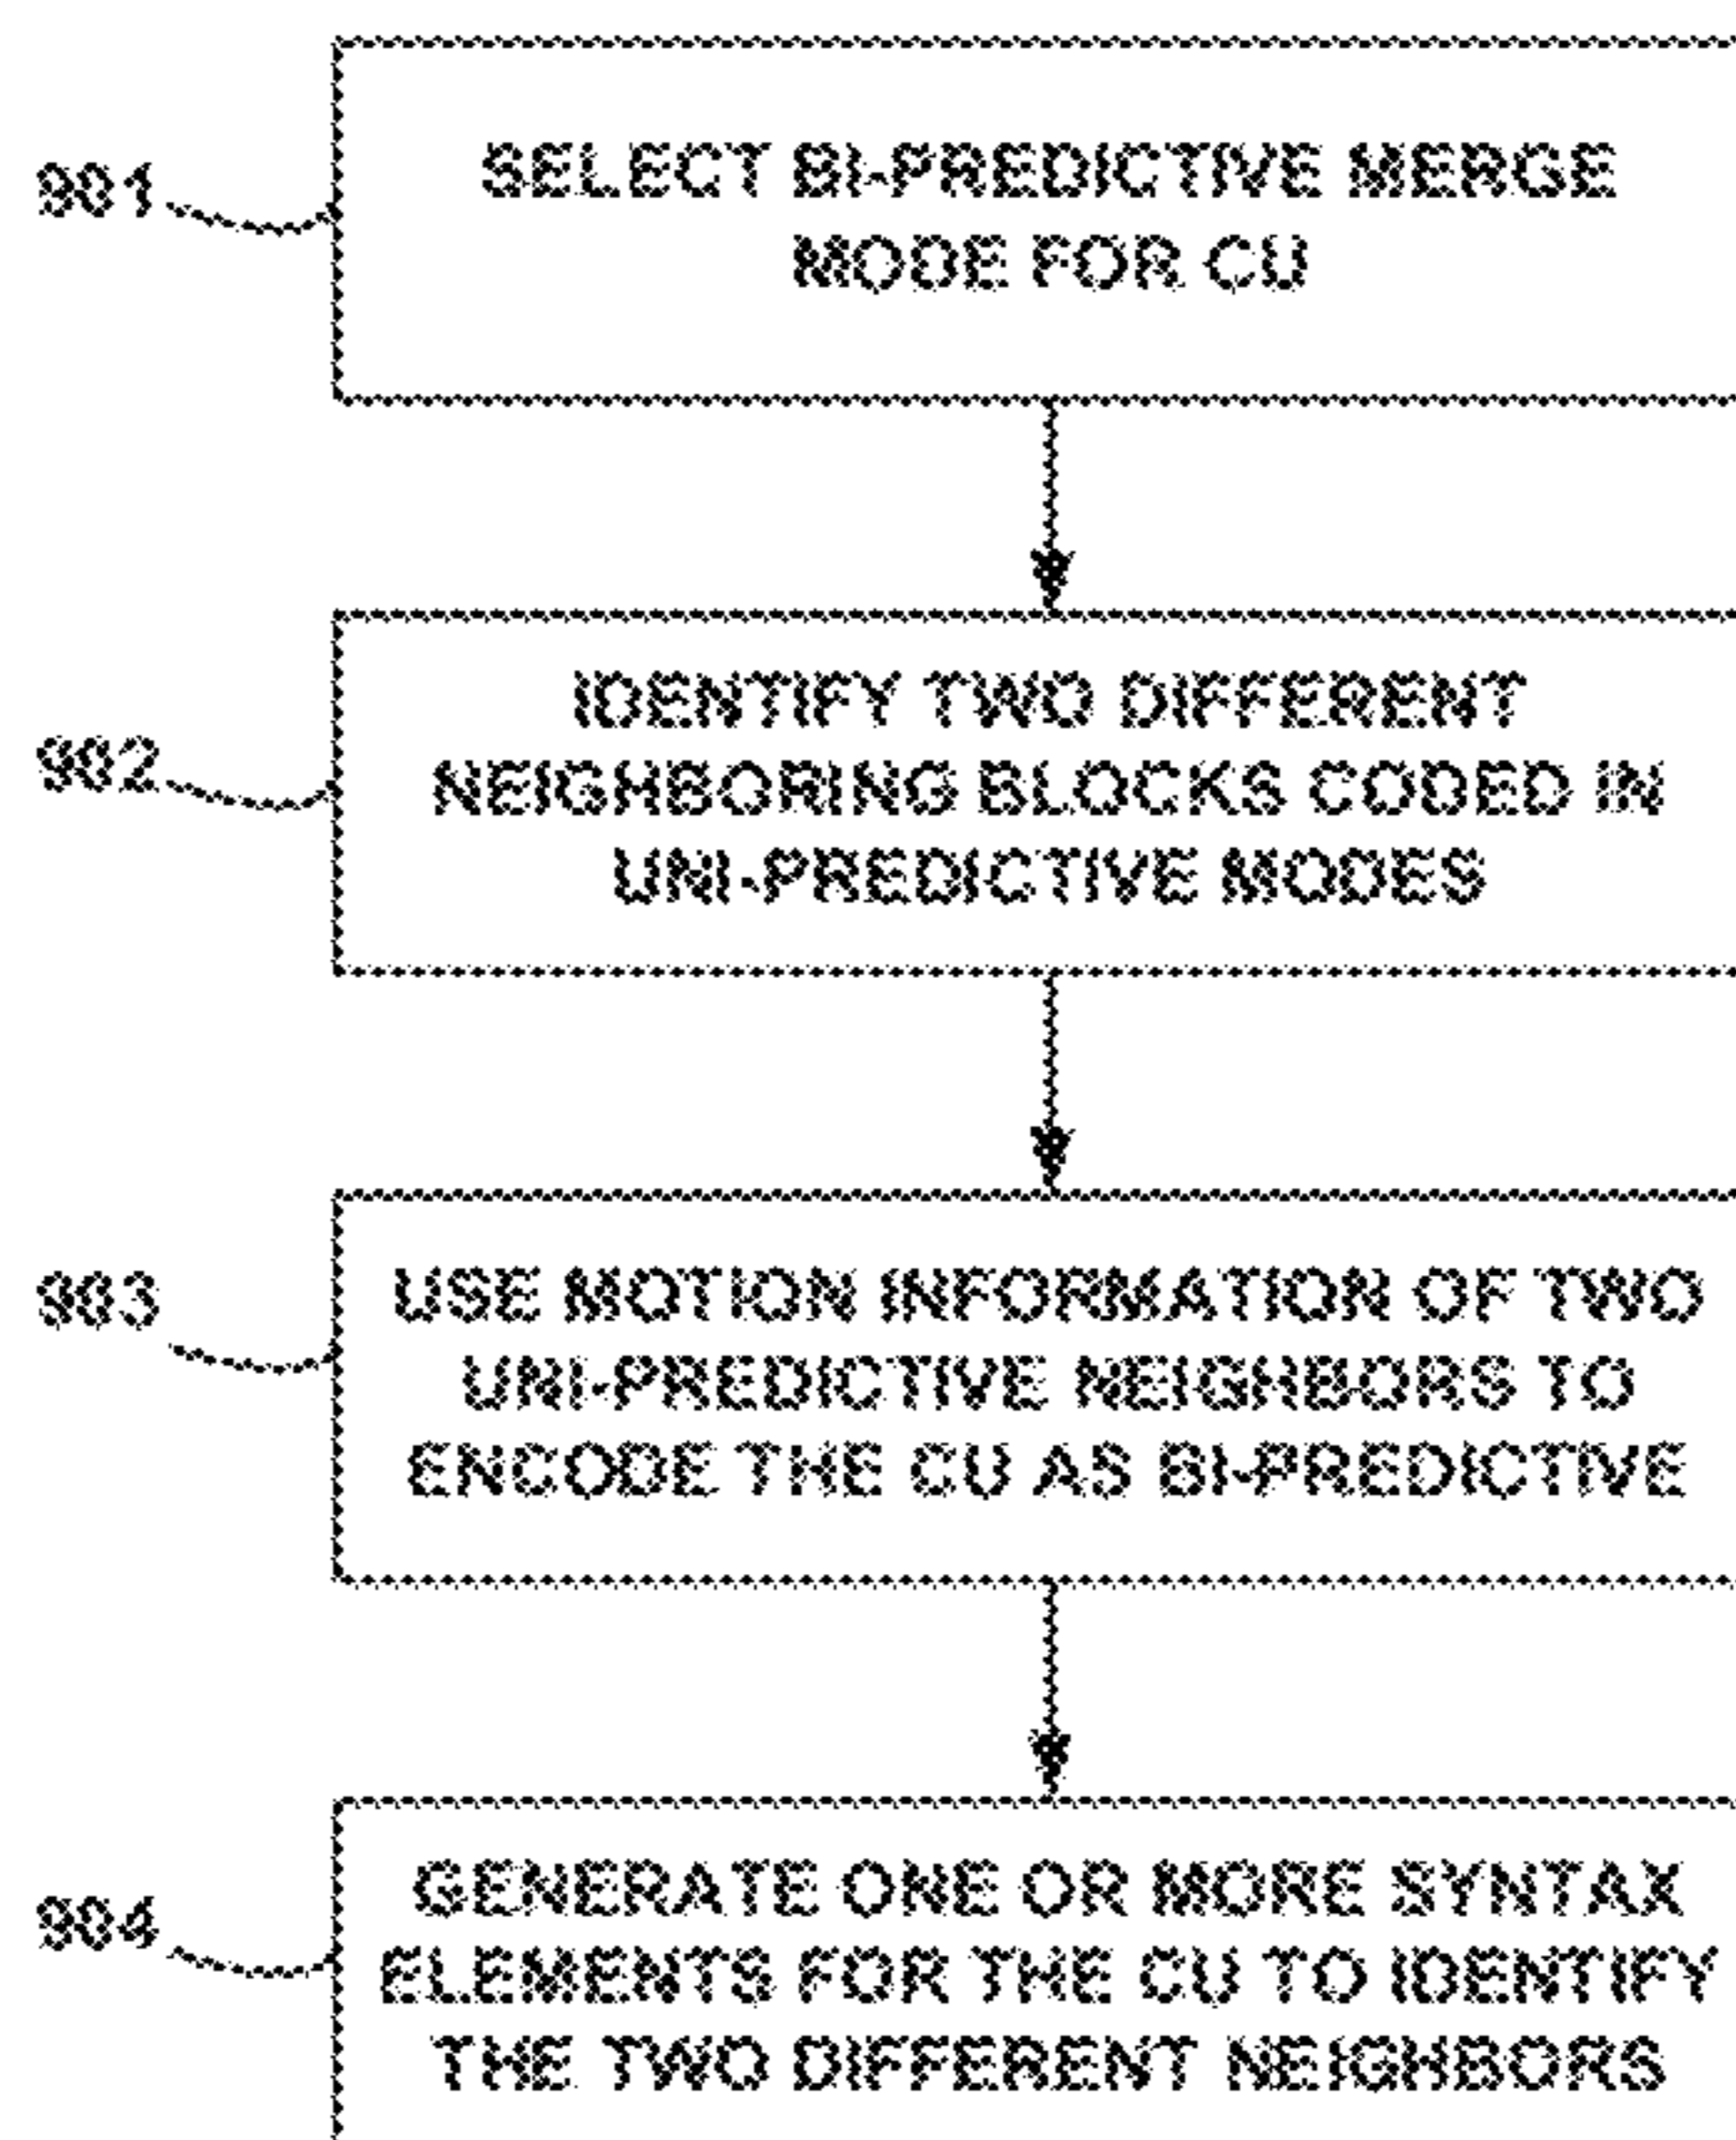 901
SELECT BI-PREDICTIVE MERGE
MODE FOR CU
902
IDENTIFY TWO DIFFERENT
NEIGHBORING BLOCKS CODED IN
UNI-PREDICTIVE MODES
903
USE MOTION INFORMATION OF TWO
UNI-PREDICTIVE NEIGHBORS TO
ENCODE THE CU AS BI-PREDICTIVE
904
GENERATE ONE OR MORE SYNTAX
ELEMENTS FOR THE CU TO IDENTIFY
THE TWO DIFFERENT NEIGHBORS